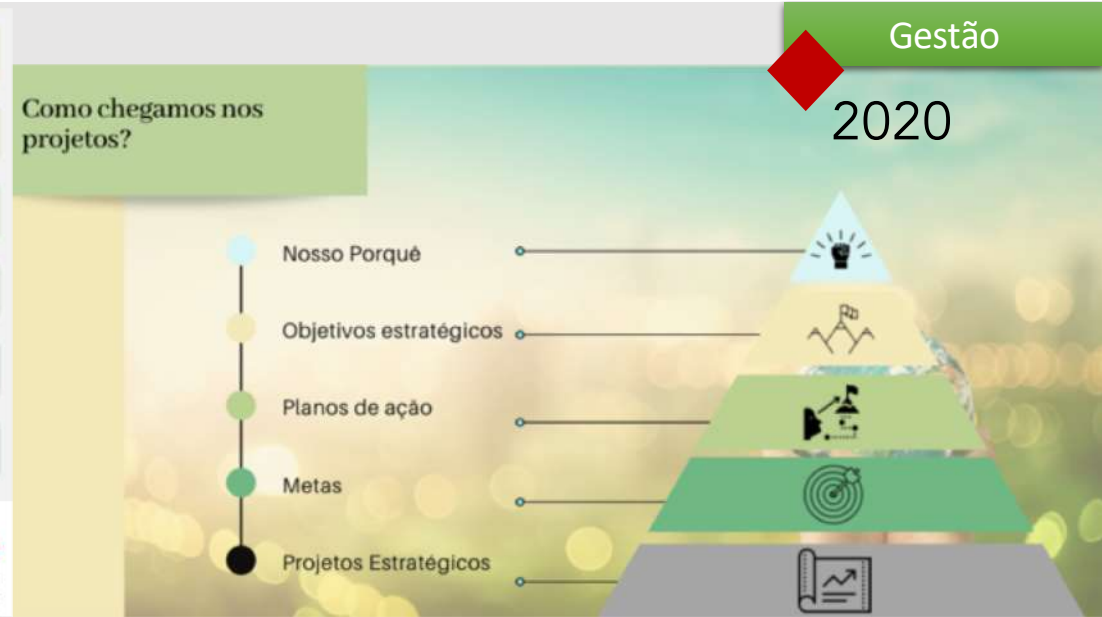 Gestão
Como chegamos nos
projetos?
2020
Nosso Porquê
Objetivos estratégicos
Planos de ação
Metas
Projetos Estratégicos